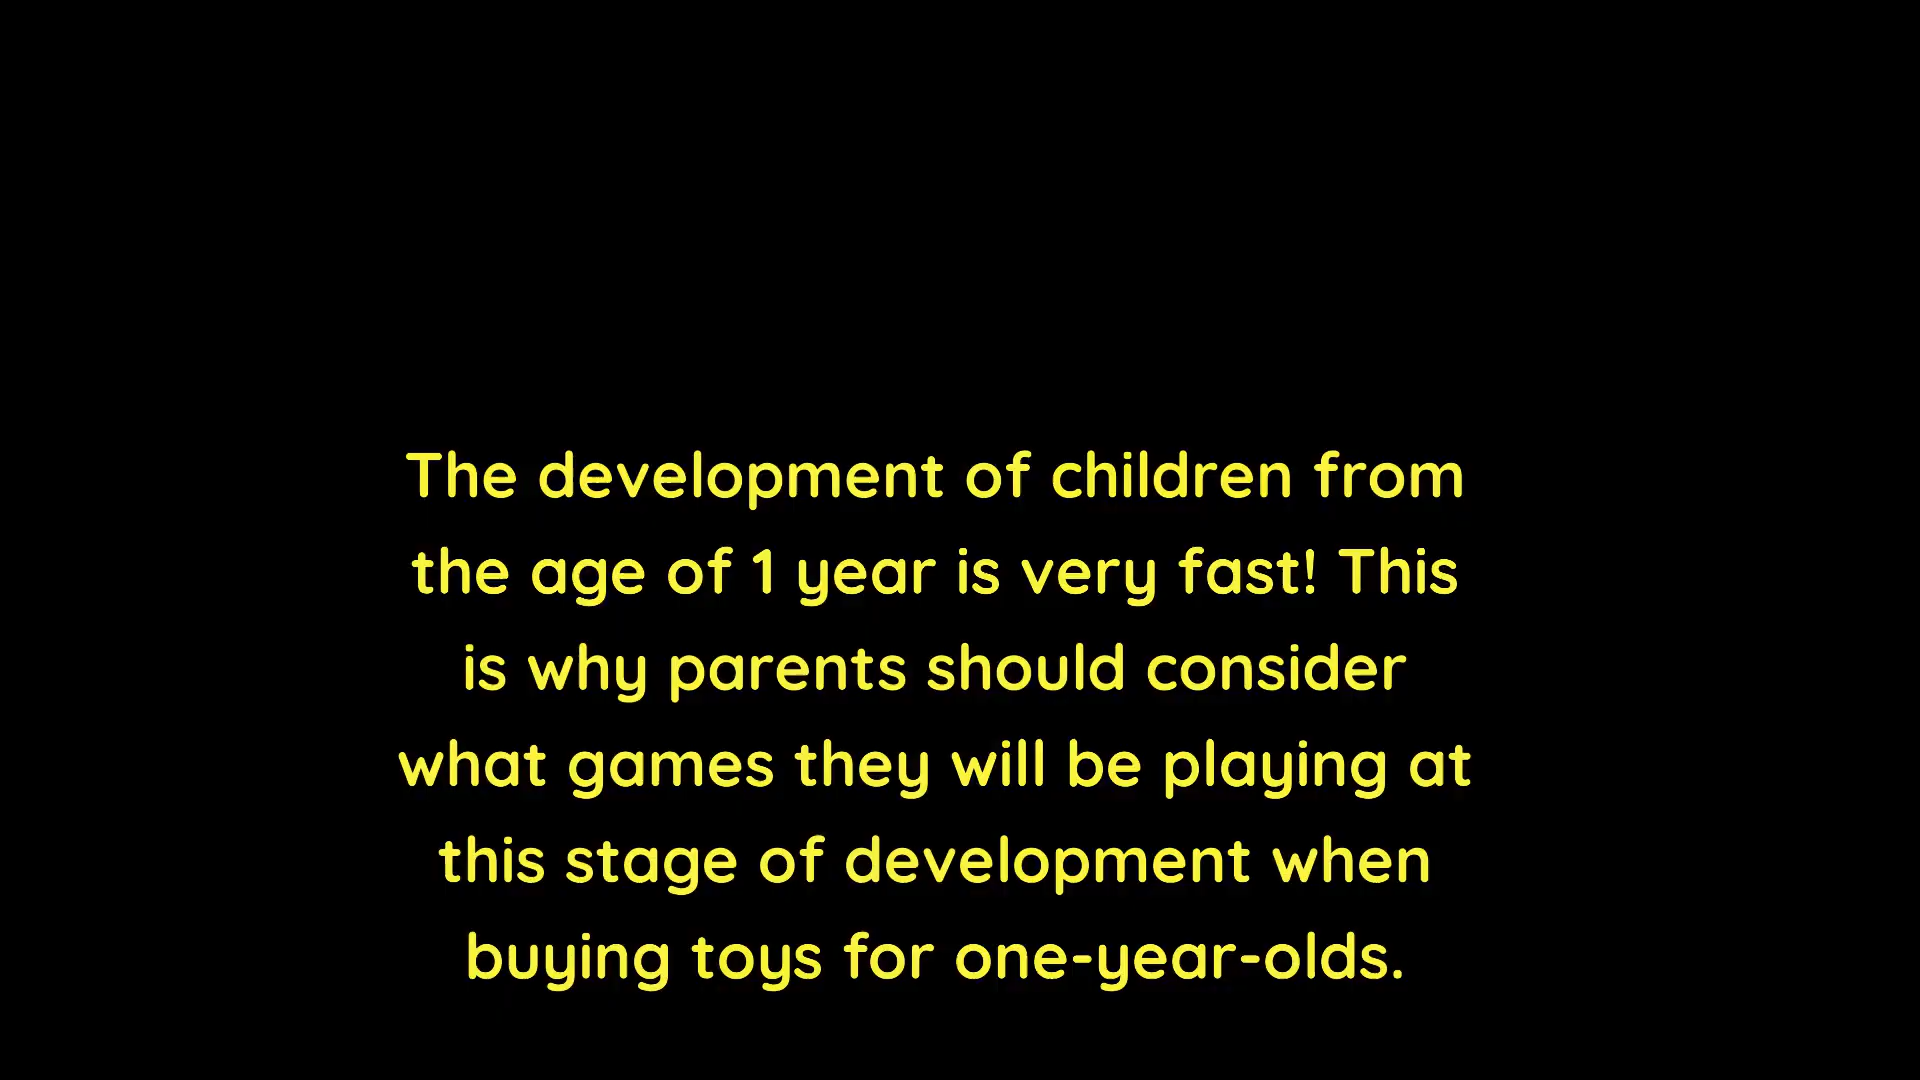 The development of children from
the age of 1 year is very fast! This
is why parents should consider
what games they will be playing at
this stage of development when
buying toys for one-year-olds.